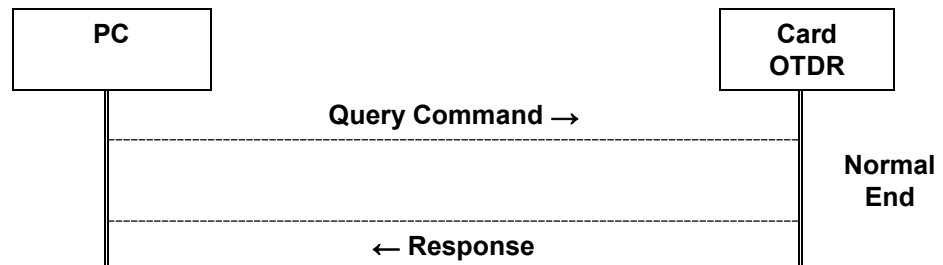 PC
Card
OTDR
Query Command →
Normal
End
← Response